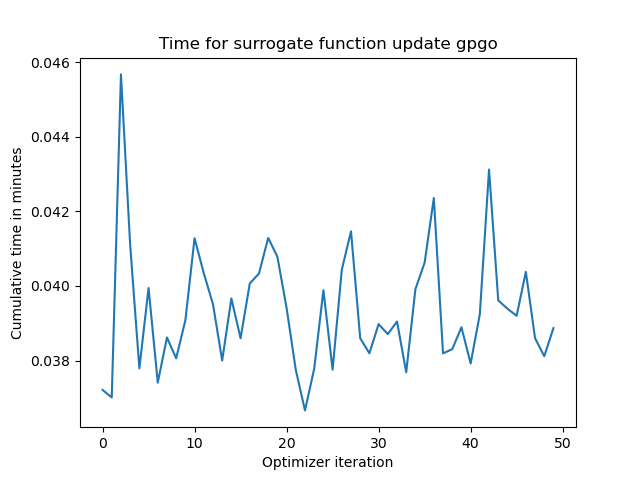 Time for surrogate function update gpgo
Cumulative time in minutes
0.046
0.044
0.042
0.040
0.038
0 10 20 30 40 50
Optimizer iteration